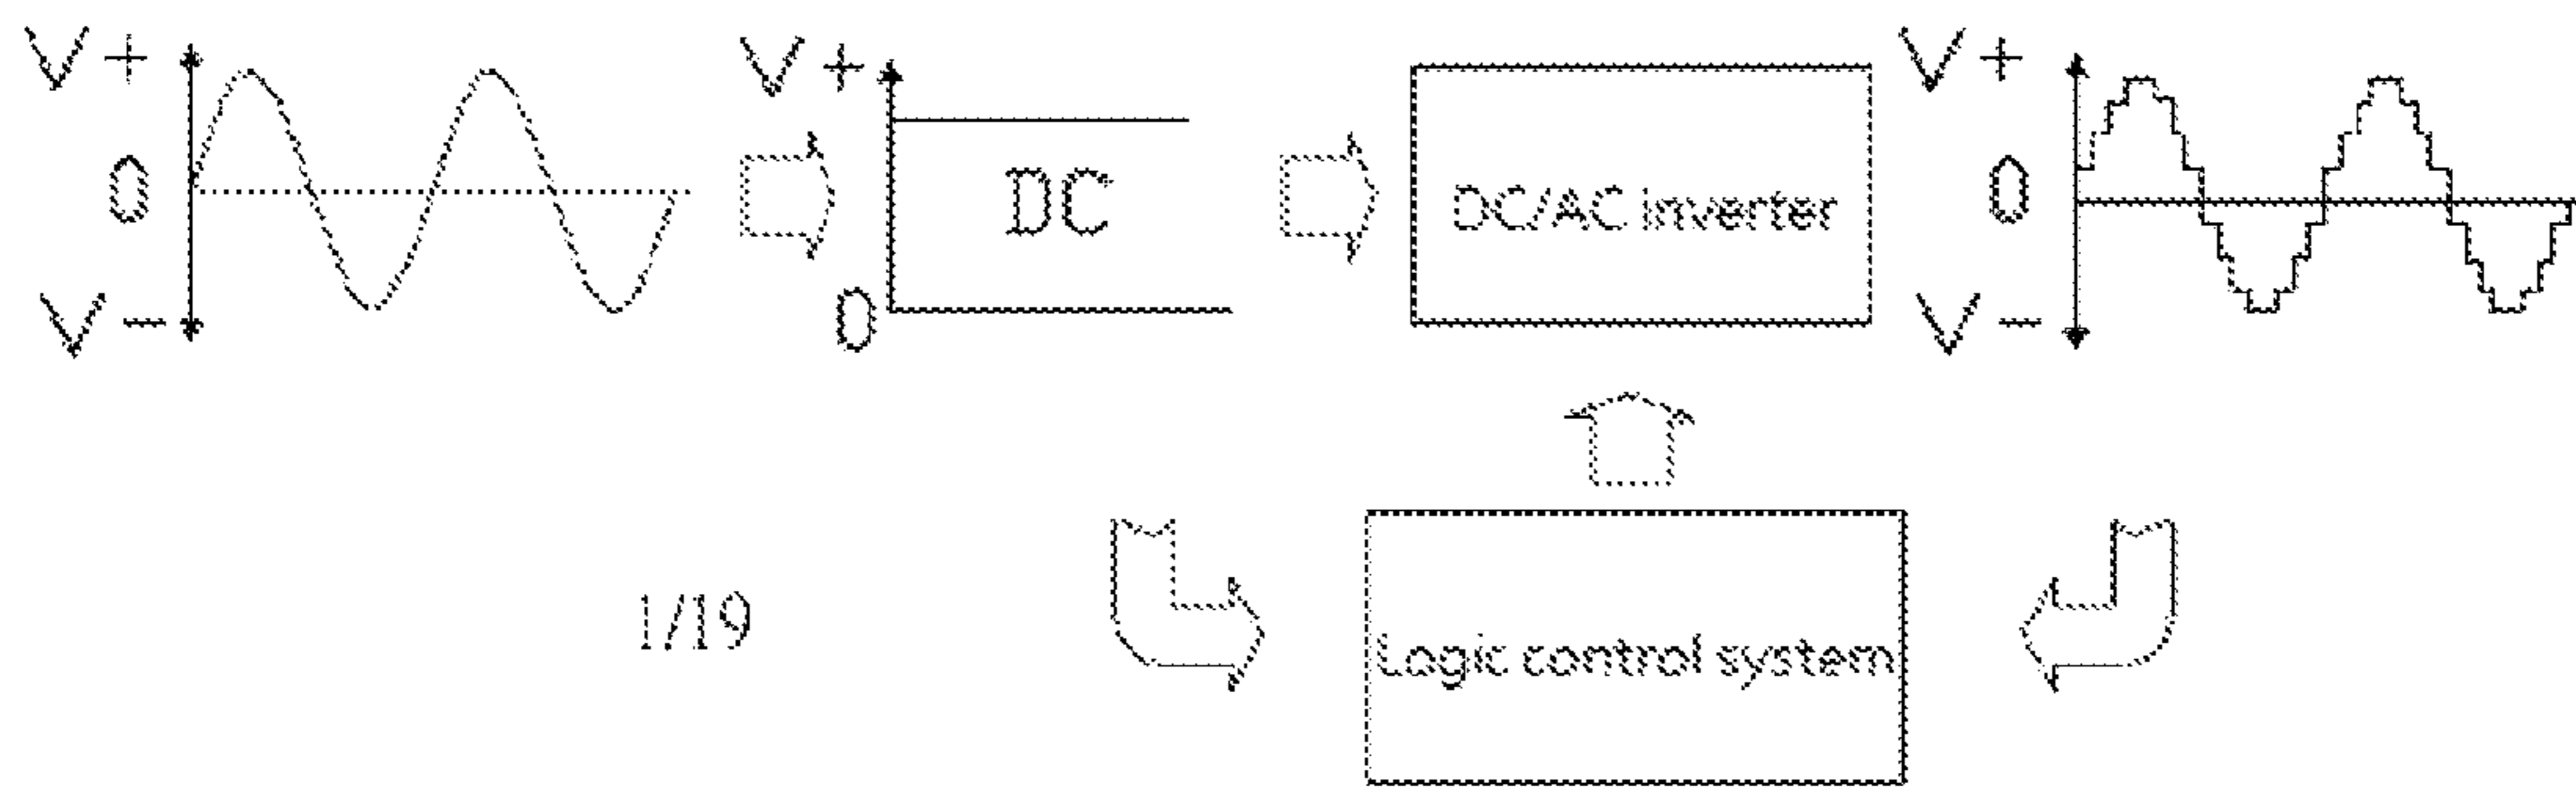 V+
0
V−
V+
DC
0
DC/AC inverter
V+
0
V−
1/19
Logic control system